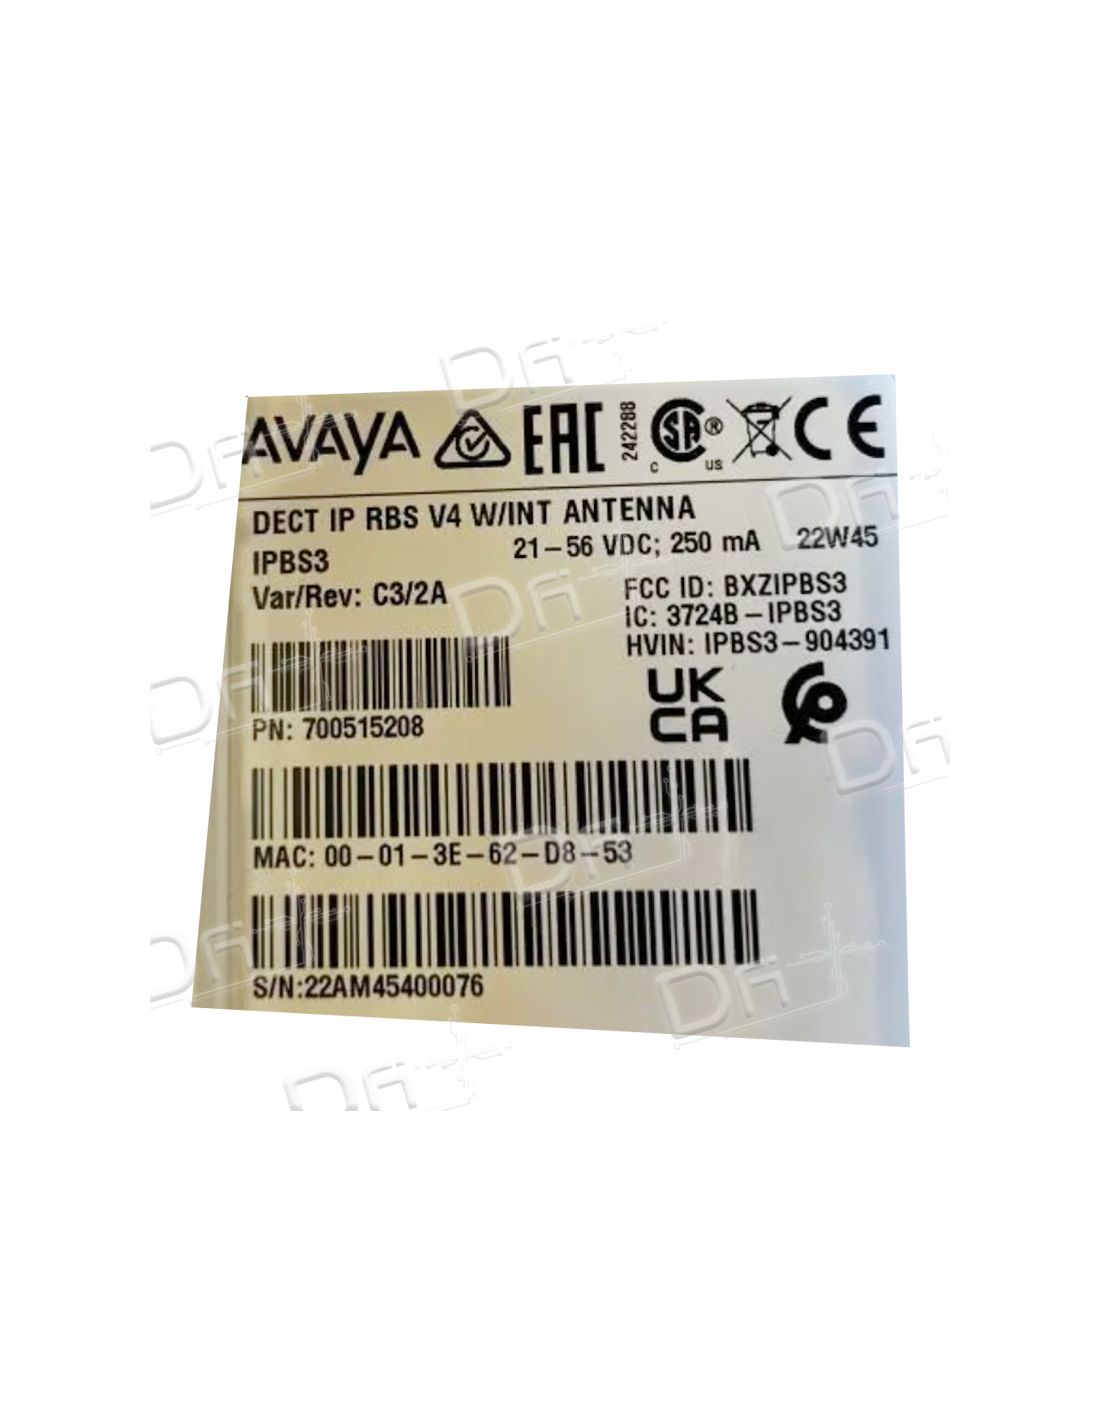 AVAYA EAC 242288 C SA ® US CE
DECT IP RBS V4 W/INT ANTENNA
IPBS3 21-56 VDC; 250 mA 22W45
Var/Rev: C3/2A FCC ID: BXZIPBS3
IC: 3724B-IPBS3
HVIN: IPBS3-904391
UK
CA
PN: 700515208
MAC: 00-01-3E-62-D8-53
S/N:22AM45400076